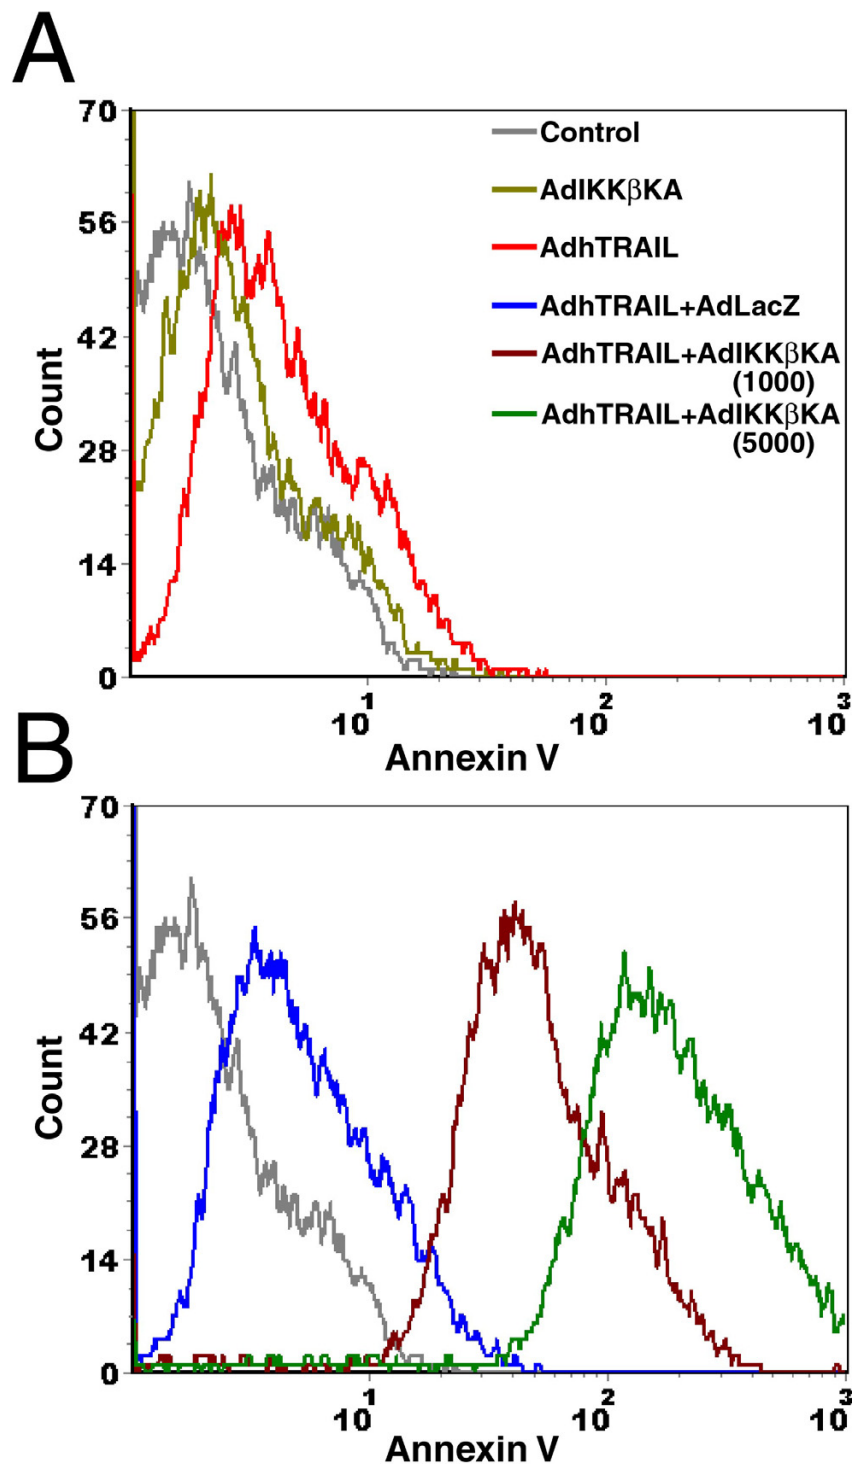 A
70
56
42
28
14
0
Count
Control
AdIKKβKA
AdhTRAIL
AdhTRAIL+AdLacZ
AdhTRAIL+AdIKKβKA
(1000)
AdhTRAIL+AdIKKβKA
(5000)
10^1 10^2 10^3
Annexin V
B
70
56
42
28
14
0
Count
10^1 10^2 10^3
Annexin V